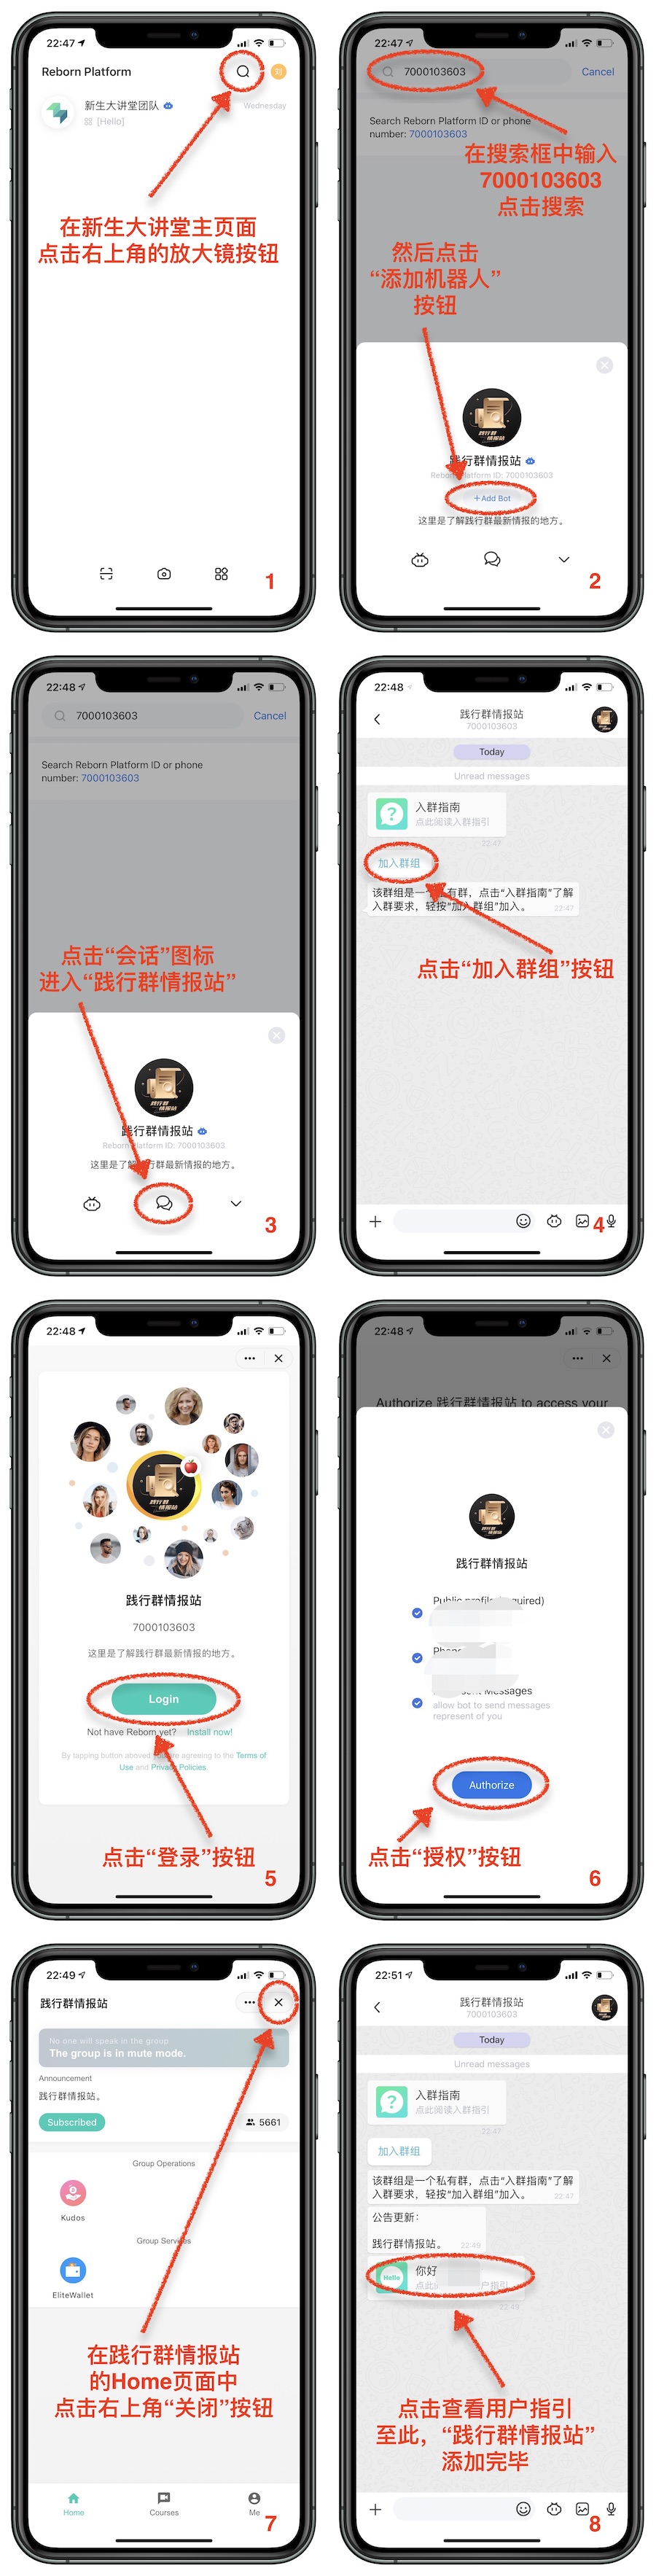 22:47
Reborn Platform
新生大讲堂团队
Wednesday
[Hello]
在新生大讲堂主页面
点击右上角的放大镜按钮
1
22:47
7000103603
Cancel
Search Reborn Platform ID or phone
number: 7000103603
在搜索框中输入
7000103603
点击搜索
然后点击
“添加机器人”
按钮
践行群情报站
Reborn Platform ID: 7000103603
+Add Bot
这里是了解践行群最新情报的地方。
2
22:48
7000103603
Cancel
Search Reborn Platform ID or phone
number: 7000103603
点击“会话”图标
进入“践行群情报站”
践行群情报站
Reborn Platform ID: 7000103603
这里是了解践行群最新情报的地方。
3
22:48
践行群情报站
7000103603
Today
Unread messages
入群指南
点此阅读入群指引
22:47
加入群组
该群组是一个私有群，点击“入群指南”了解
入群要求，轻按“加入群组”加入。
22:47
点击“加入群组”按钮
4
22:48
践行群情报站
7000103603
这里是了解践行群最新情报的地方。
Login
Not have Reborn yet? Install now!
By tapping button aboved you are agreeing to the Terms of
Use and Privacy Policies.
点击“登录”按钮
5
22:48
Authorize 践行群情报站 to access your
践行群情报站
Public profile (required)
Messages
allow bot to send messages
represent of you
Authorize
点击“授权”按钮
6
22:49
践行群情报站
No one will speak in the group
The group is in mute mode.
Announcement
践行群情报站。
Subscribed
5661
Group Operations
Kudos
Group Services
EliteWallet
在践行群情报站
的Home页面中
点击右上角“关闭”按钮
Home
Courses
Me
7
22:51
践行群情报站
7000103603
Today
Unread messages
入群指南
点此阅读入群指引
22:47
加入群组
该群组是一个私有群，点击“入群指南”了解
入群要求，轻按“加入群组”加入。
22:47
公告更新：
践行群情报站。
22:49
Hello
你好
点此
户指引
22:49
点击查看用户指引
至此，“践行群情报站”
添加完毕
8